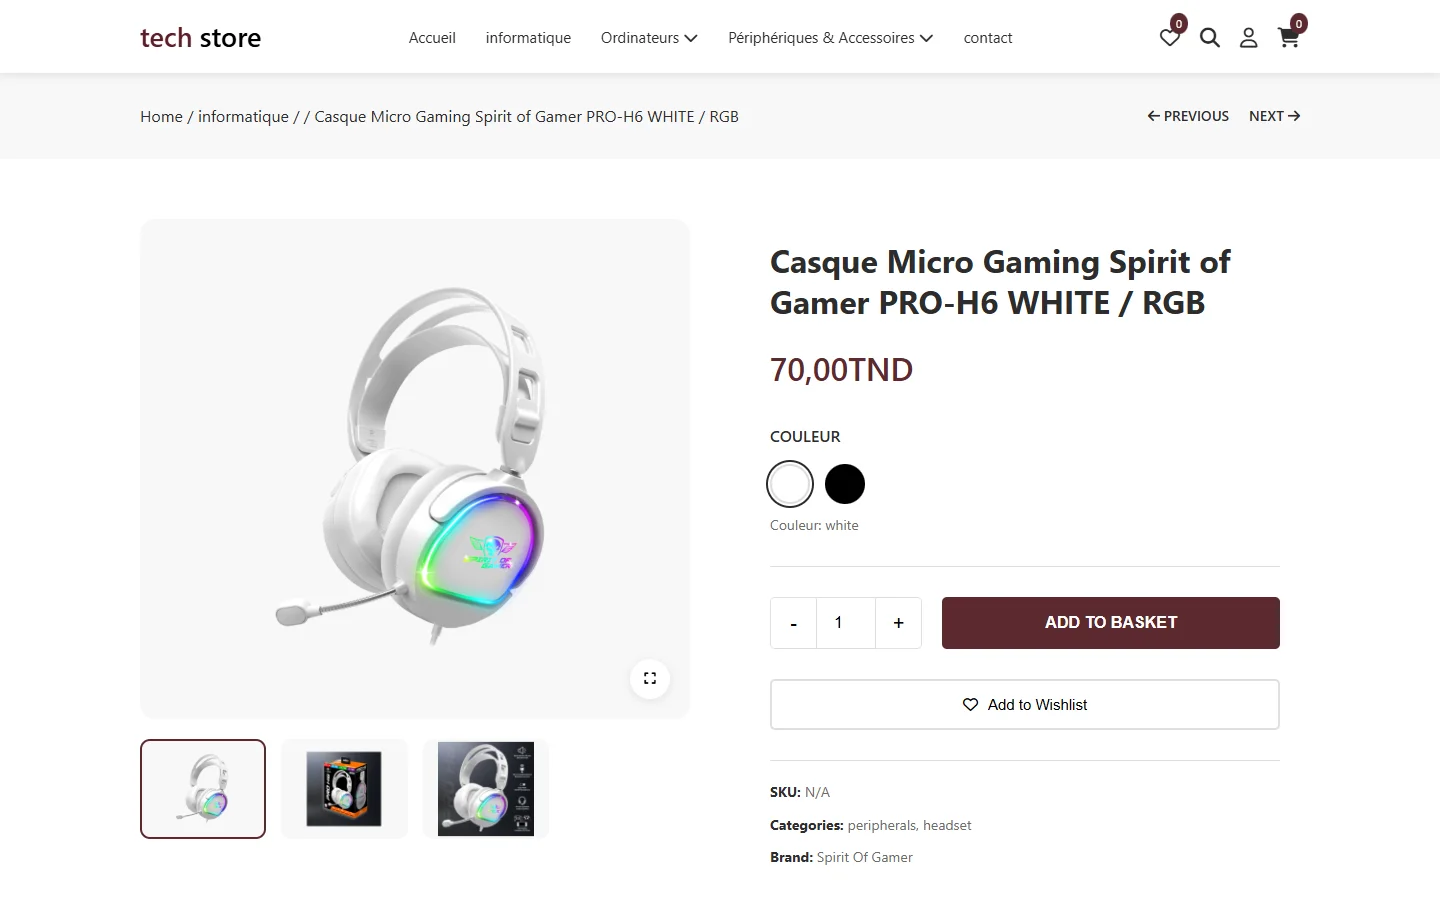 tech store
Accueil
informatique
Ordinateurs
Périphériques & Accessoires
contact
0
0
Home / informatique / / Casque Micro Gaming Spirit of Gamer PRO-H6 WHITE / RGB
PREVIOUS
NEXT
Casque Micro Gaming Spirit of
Gamer PRO-H6 WHITE / RGB
70,00TND
COULEUR
Couleur: white
- 1 +
ADD TO BASKET
Add to Wishlist
SKU: N/A
Categories: peripherals, headset
Brand: Spirit Of Gamer